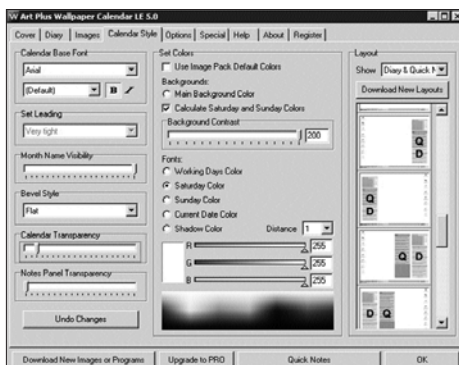 Art Plus Wallpaper Calendar LE 5.0
Cover Diary Images Calendar Style Options Special Help About Register
Calendar Base Font
Arial
(Default) B I
Set Leading
Very tight
Month Name Visibility
Bevel Style
Flat
Calendar Transparency
Notes Panel Transparency
Undo Changes
Set Colors
Use Image Pack Default Colors
Backgrounds:
Main Background Color
Calculate Saturday and Sunday Colors
Background Contrast
200
Fonts:
Working Days Color
Saturday Color
Sunday Color
Current Date Color
Shadow Color Distance 1
R 255
G 255
B 255
Layout
Show Diary & Quick N
Download New Layouts
Q
D
Q
D
Q D
D Q
Download New Images or Programs Upgrade to PRO Quick Notes OK